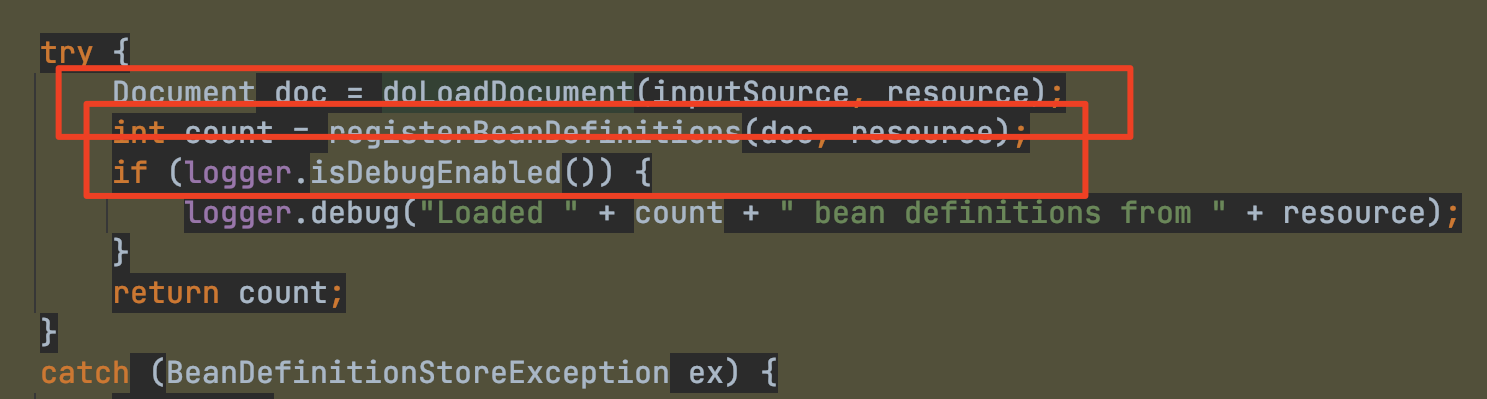 try {
Document doc = doLoadDocument(inputSource, resource);
int count = registerBeanDefinitions(doc, resource);
if (logger.isDebugEnabled()) {
logger.debug("Loaded " + count + " bean definitions from " + resource);
}
return count;
}
catch (BeanDefinitionStoreException ex) {